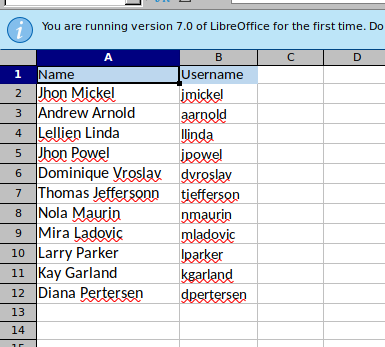 You are running version 7.0 of LibreOffice for the first time. Do
A B C D
1 Name Username
2 Jhon Mickel jmickel
3 Andrew Arnold aarnold
4 Lellien Linda llinda
5 Jhon Powel jpowel
6 Dominique Vroslav dvroslav
7 Thomas Jeffersonn tjefferson
8 Nola Maurin nmaurin
9 Mira Ladovic mladovic
10 Larry Parker lparker
11 Kay Garland kgarland
12 Diana Pertersen dpertersen
13
14